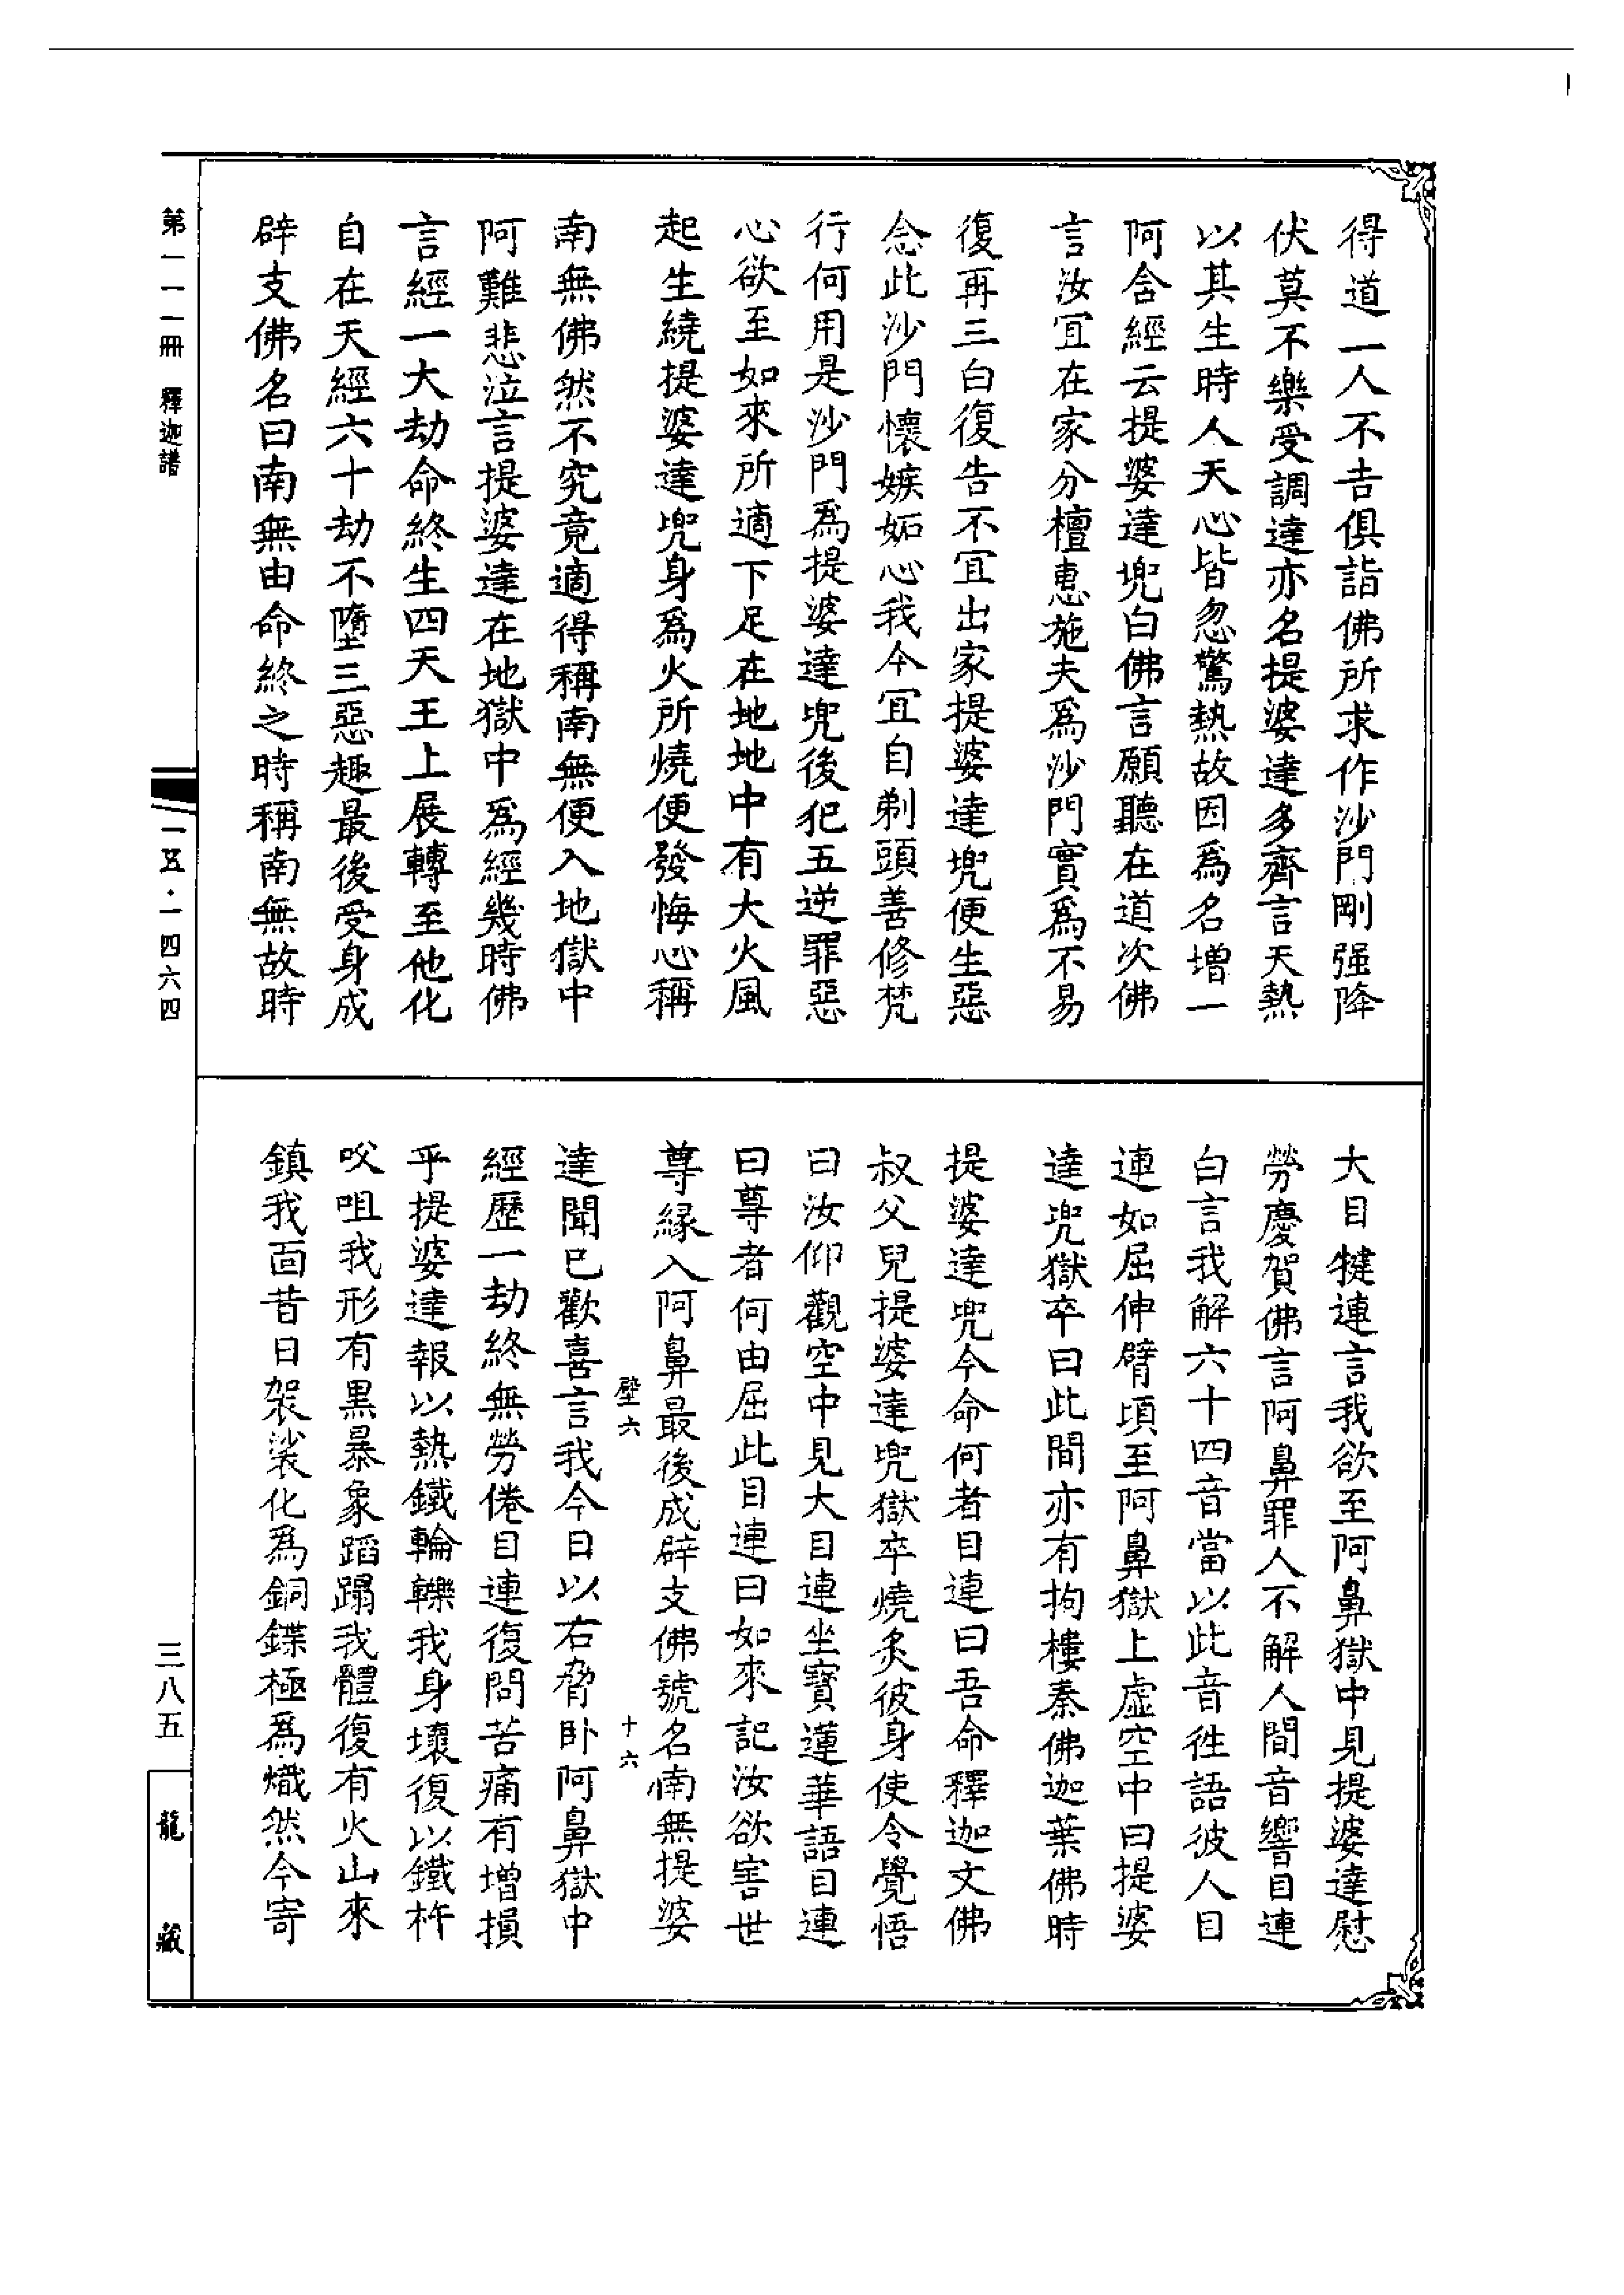 得道一人不吉俱詣佛所求作沙門剛强降
伏莫不樂受調達亦名提婆達多齊言天熱
以其生時人天心皆忽驚熱故因爲名增一
阿含經云提婆達兜白佛言願聽在道次佛
言汝宜在家分檀惠施夫爲沙門實爲不易
復再三白復告不宜出家提婆達兜便生惡
念此沙門懷嫉妬心我今宜自剃頭善修梵
行何用是沙門爲提婆達兜後犯五逆罪惡
心欲至如來所適下足在地地中有大火風
起生繞提婆達兜身爲火所燒便發悔心稱
南無佛然不究竟適得稱南無便入地獄中
阿難悲泣言提婆達在地獄中爲經幾時佛
言經一大劫命終生四天王上展轉至他化
自在天經六十劫不墮三惡趣最後受身成
辟支佛名曰南無由命終之時稱南無故時
大目犍連言我欲至阿鼻獄中見提婆達慰
勞慶賀佛言阿鼻罪人不解人間音響目連
白言我解六十四音當以此音徃語彼人目
連如屈伸臂頃至阿鼻獄上虛空中曰提婆
達兜獄卒曰此間亦有拘樓秦佛迦葉佛時
提婆達兜今命何者目連曰吾命釋迦文佛
叔父兒提婆達兜獄卒燒炙彼身使令覺悟
曰汝仰觀空中見大目連坐寳蓮華語目連
曰尊者何由屈此目連曰如來記汝欲害世
尊緣入阿鼻最後成辟支佛號名南無提婆
壁六 十六
達聞已歡喜言我今日以右脅卧阿鼻獄中
經歷一劫終無勞倦目連復問苦痛有增損
乎提婆達報以熱鐵輪轢我身壞復以鐵杵
咬咀我形有黑暴象蹈蹋我體復有火山來
鎮我面昔日袈裟化爲銅鍱極爲熾然今寄
第一一一冊 釋迦譜
一五·一四六四
三八五
龍藏